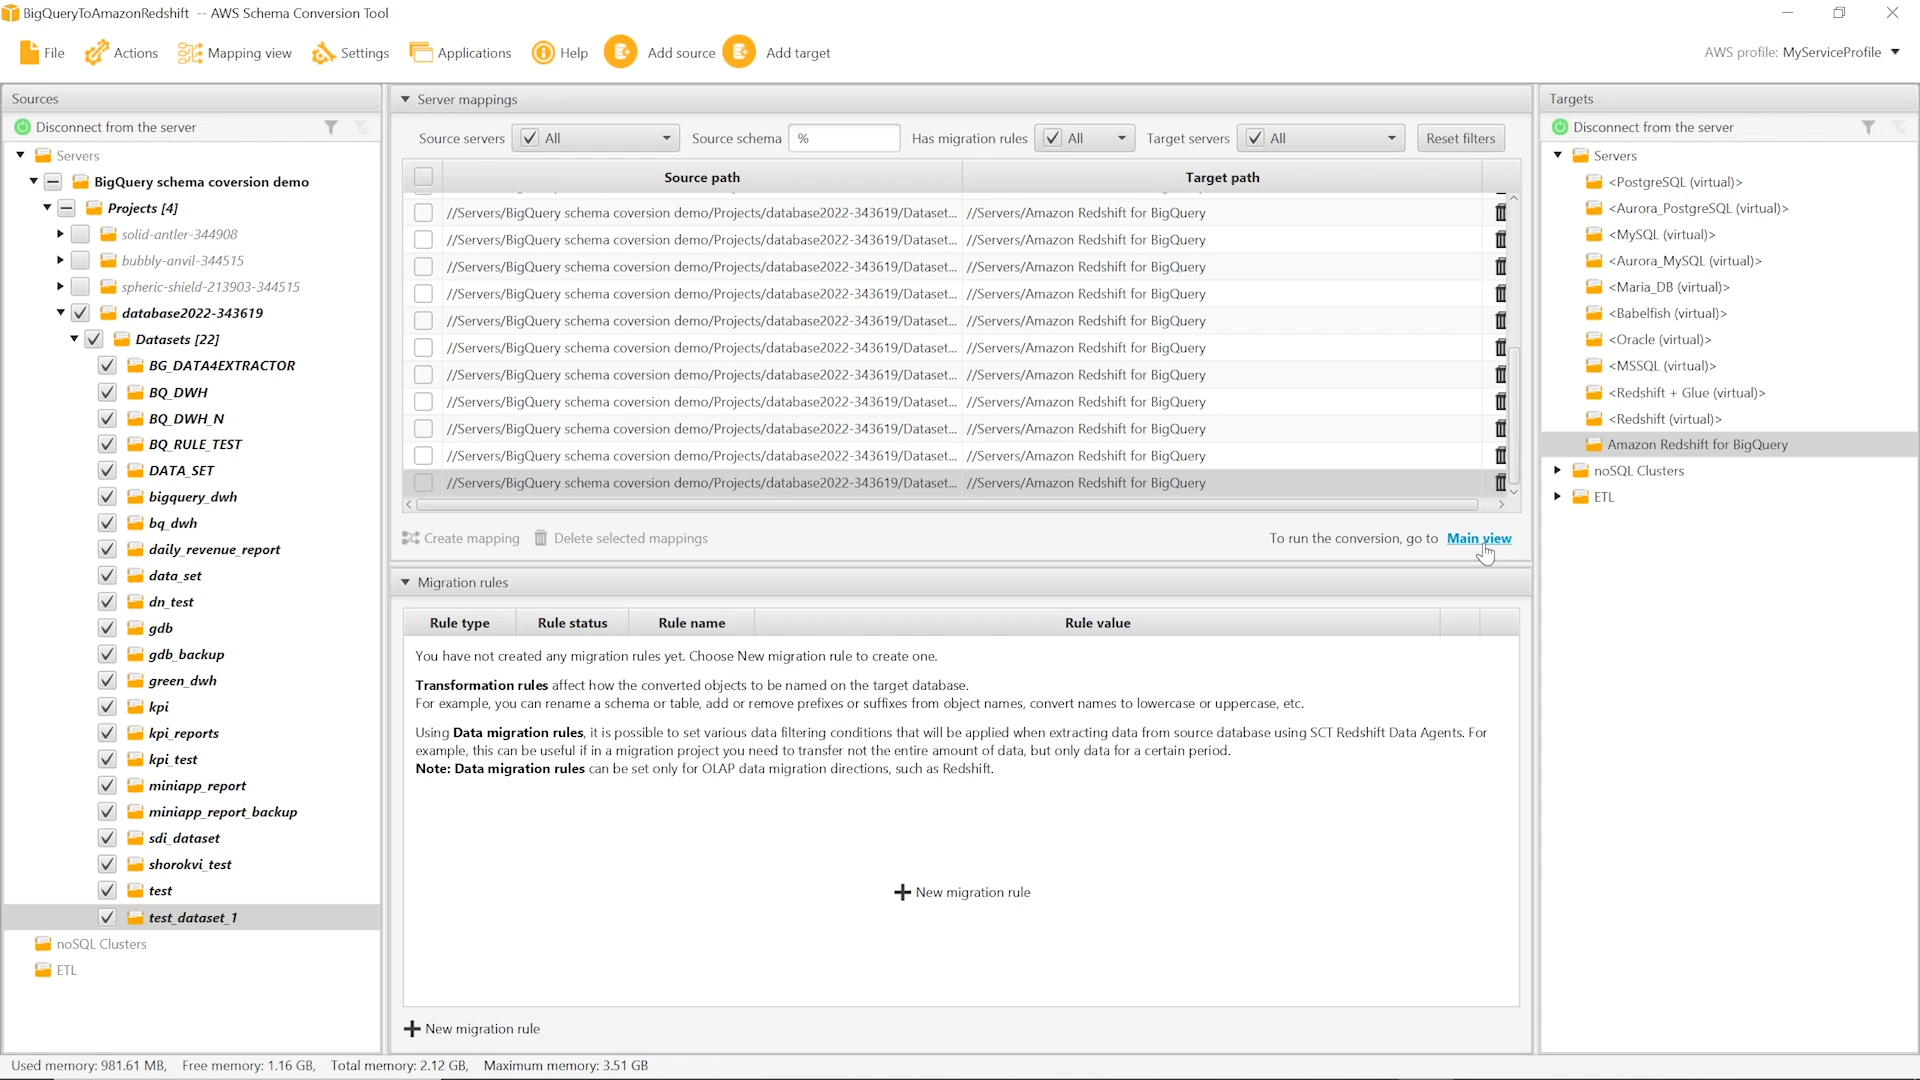 BigQueryToAmazonRedshift -- AWS Schema Conversion Tool
File Actions Mapping view Settings Applications Help Add source Add target AWS profile: MyServiceProfile
Sources
Disconnect from the server
Servers
BigQuery schema coversion demo
Projects [4]
solid-antler-344908
bubbly-anvil-344515
spheric-shield-213903-344515
database2022-343619
Datasets [22]
BG_DATA4EXTRACTOR
BQ_DWH
BQ_DWH_N
BQ_RULE_TEST
DATA_SET
bigquery_dwh
bq_dwh
daily_revenue_report
data_set
dn_test
gdb
gdb_backup
green_dwh
kpi
kpi_reports
kpi_test
miniapp_report
miniapp_report_backup
sdi_dataset
shorokvi_test
test
test_dataset_1
noSQL Clusters
ETL
Server mappings
Source servers All Source schema % Has migration rules All Target servers All Reset filters
Source path Target path
//Servers/BigQuery schema coversion demo/Projects/database2022-343619/Dataset... //Servers/Amazon Redshift for BigQuery
//Servers/BigQuery schema coversion demo/Projects/database2022-343619/Dataset... //Servers/Amazon Redshift for BigQuery
//Servers/BigQuery schema coversion demo/Projects/database2022-343619/Dataset... //Servers/Amazon Redshift for BigQuery
//Servers/BigQuery schema coversion demo/Projects/database2022-343619/Dataset... //Servers/Amazon Redshift for BigQuery
//Servers/BigQuery schema coversion demo/Projects/database2022-343619/Dataset... //Servers/Amazon Redshift for BigQuery
//Servers/BigQuery schema coversion demo/Projects/database2022-343619/Dataset... //Servers/Amazon Redshift for BigQuery
//Servers/BigQuery schema coversion demo/Projects/database2022-343619/Dataset... //Servers/Amazon Redshift for BigQuery
//Servers/BigQuery schema coversion demo/Projects/database2022-343619/Dataset... //Servers/Amazon Redshift for BigQuery
//Servers/BigQuery schema coversion demo/Projects/database2022-343619/Dataset... //Servers/Amazon Redshift for BigQuery
//Servers/BigQuery schema coversion demo/Projects/database2022-343619/Dataset... //Servers/Amazon Redshift for BigQuery
//Servers/BigQuery schema coversion demo/Projects/database2022-343619/Dataset... //Servers/Amazon Redshift for BigQuery
Create mapping Delete selected mappings To run the conversion, go to Main view
Migration rules
Rule type Rule status Rule name Rule value
You have not created any migration rules yet. Choose New migration rule to create one.
Transformation rules affect how the converted objects to be named on the target database.
For example, you can rename a schema or table, add or remove prefixes or suffixes from object names, convert names to lowercase or uppercase, etc.
Using Data migration rules, it is possible to set various data filtering conditions that will be applied when extracting data from source database using SCT Redshift Data Agents. For
example, this can be useful if in a migration project you need to transfer not the entire amount of data, but only data for a certain period.
Note: Data migration rules can be set only for OLAP data migration directions, such as Redshift.
New migration rule
New migration rule
Targets
Disconnect from the server
Servers
<PostgreSQL (virtual)>
<Aurora_PostgreSQL (virtual)>
<MySQL (virtual)>
<Aurora_MySQL (virtual)>
<Maria_DB (virtual)>
<Babelfish (virtual)>
<Oracle (virtual)>
<MSSQL (virtual)>
<Redshift + Glue (virtual)>
<Redshift (virtual)>
Amazon Redshift for BigQuery
noSQL Clusters
ETL
Used memory: 981.61 MB, Free memory: 1.16 GB, Total memory: 2.12 GB, Maximum memory: 3.51 GB